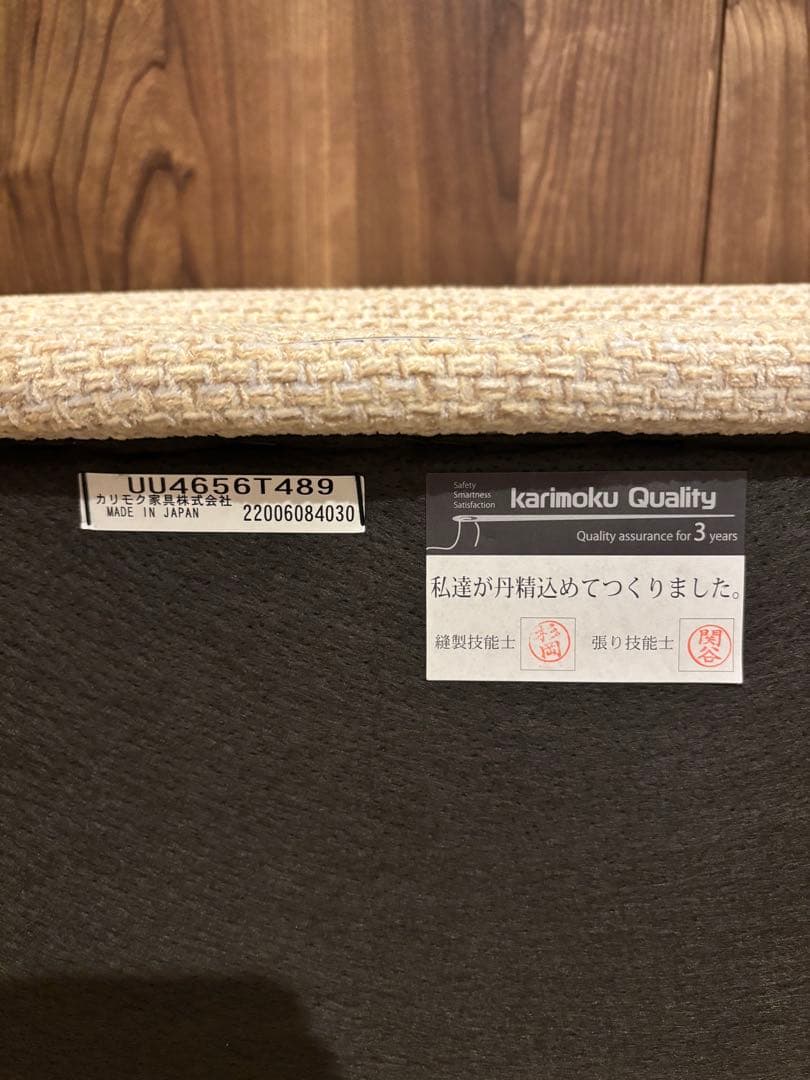 UU4656T489
カリモク家具株式会社
MADE IN JAPAN 22006084030
Safety
Smartness
Satisfaction
karimoku Quality
Quality assurance for 3 years
私達が丹精込めてつくりました。
縫製技能士 杉岡 張り技能士 関谷